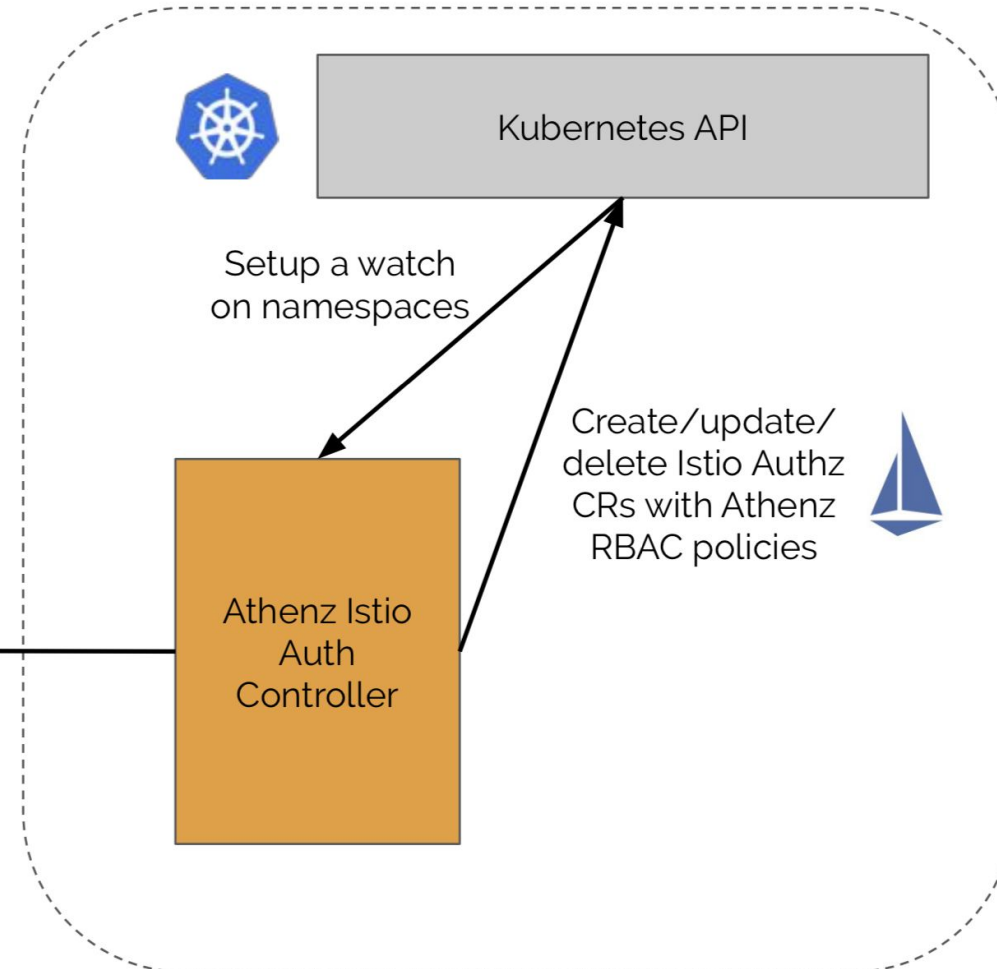 Kubernetes API
Setup a watch
on namespaces
Create/update/
delete Istio Authz
CRs with Athenz
RBAC policies
Athenz Istio
Auth
Controller